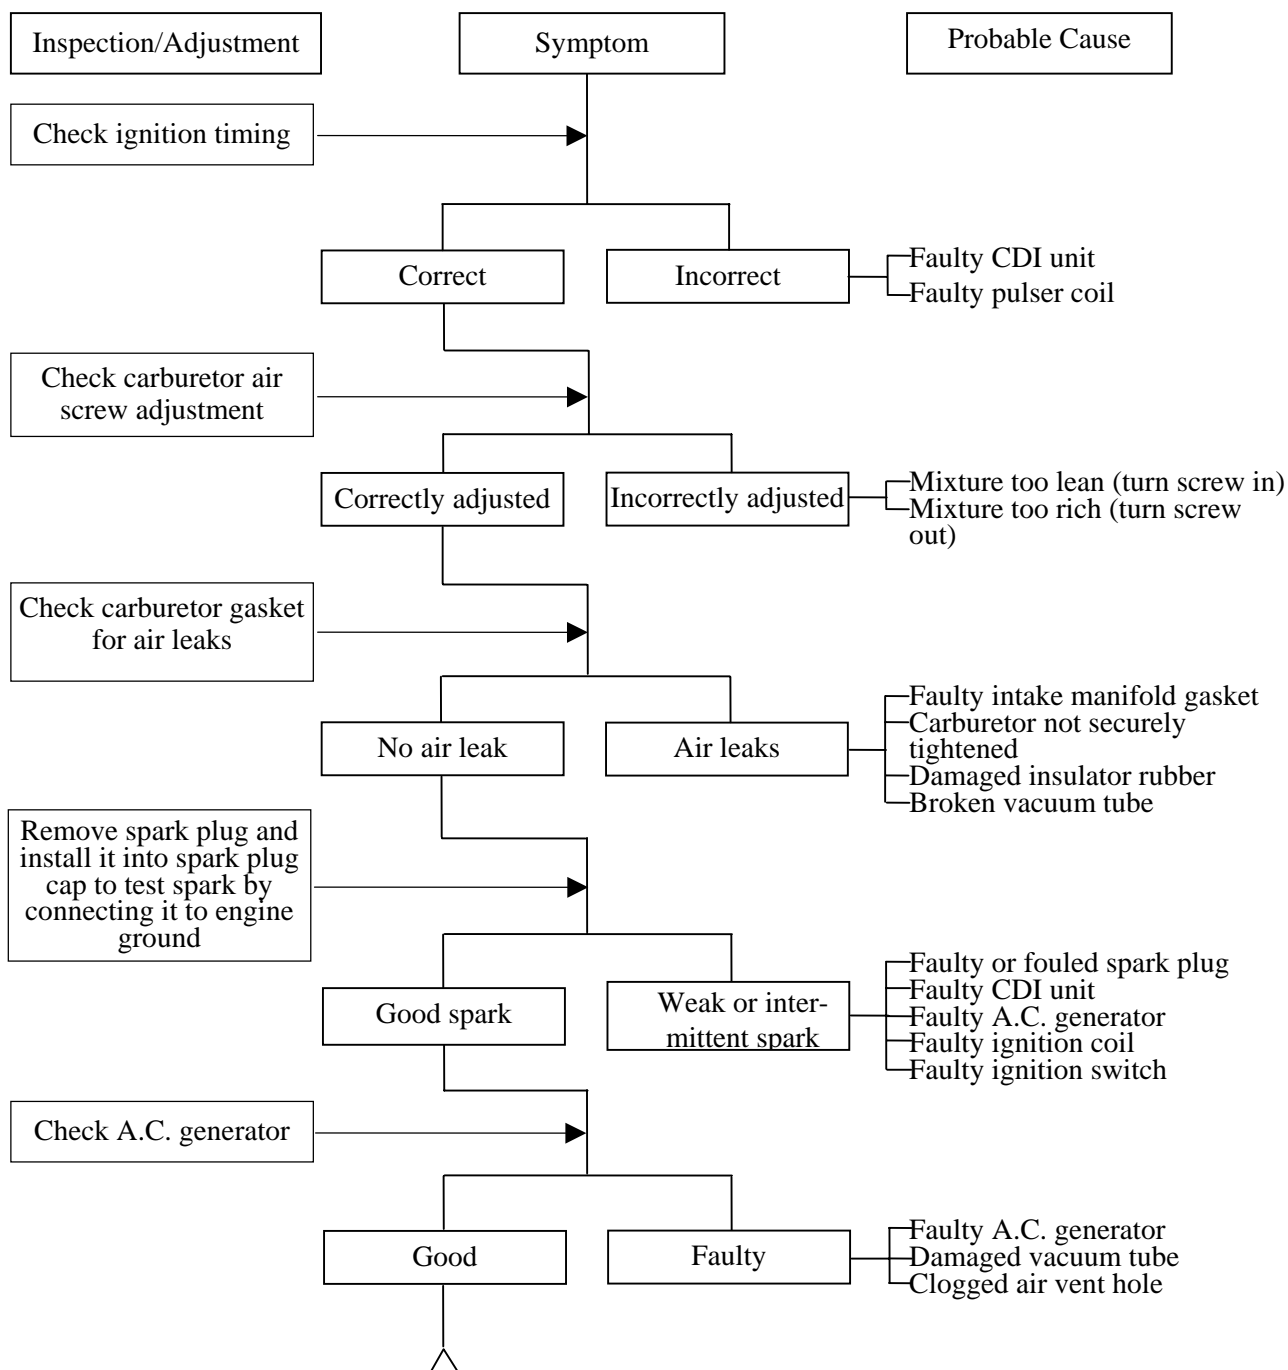 Inspection/Adjustment
Symptom
Probable Cause
Check ignition timing
Correct
Incorrect
Faulty CDI unit
Faulty pulser coil
Check carburetor air
screw adjustment
Correctly adjusted
Incorrectly adjusted
Mixture too lean (turn screw in)
Mixture too rich (turn screw
out)
Check carburetor gasket
for air leaks
No air leak
Air leaks
Faulty intake manifold gasket
Carburetor not securely
tightened
Damaged insulator rubber
Broken vacuum tube
Remove spark plug and
install it into spark plug
cap to test spark by
connecting it to engine
ground
Good spark
Weak or inter-
mittent spark
Faulty or fouled spark plug
Faulty CDI unit
Faulty A.C. generator
Faulty ignition coil
Faulty ignition switch
Check A.C. generator
Good
Faulty
Faulty A.C. generator
Damaged vacuum tube
Clogged air vent hole